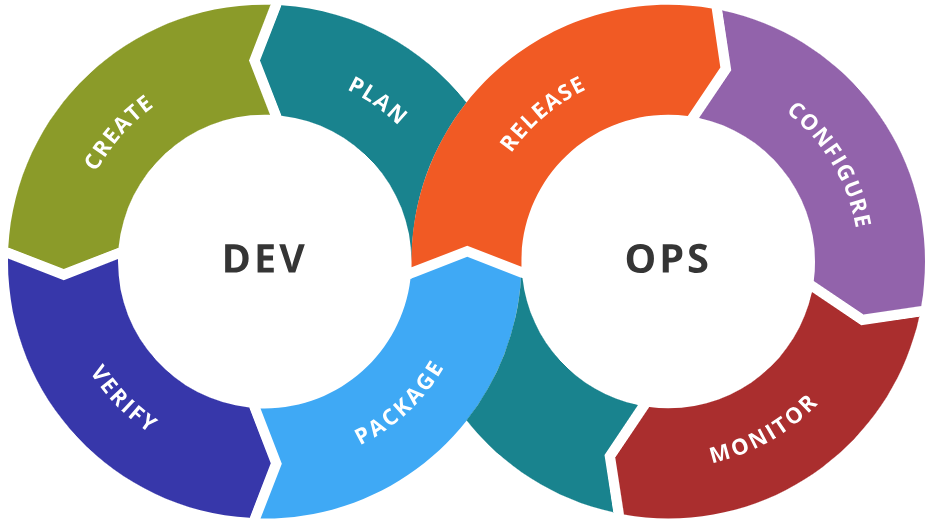 CREATE
PLAN
RELEASE
CONFIGURE
DEV
OPS
VERIFY
PACKAGE
MONITOR